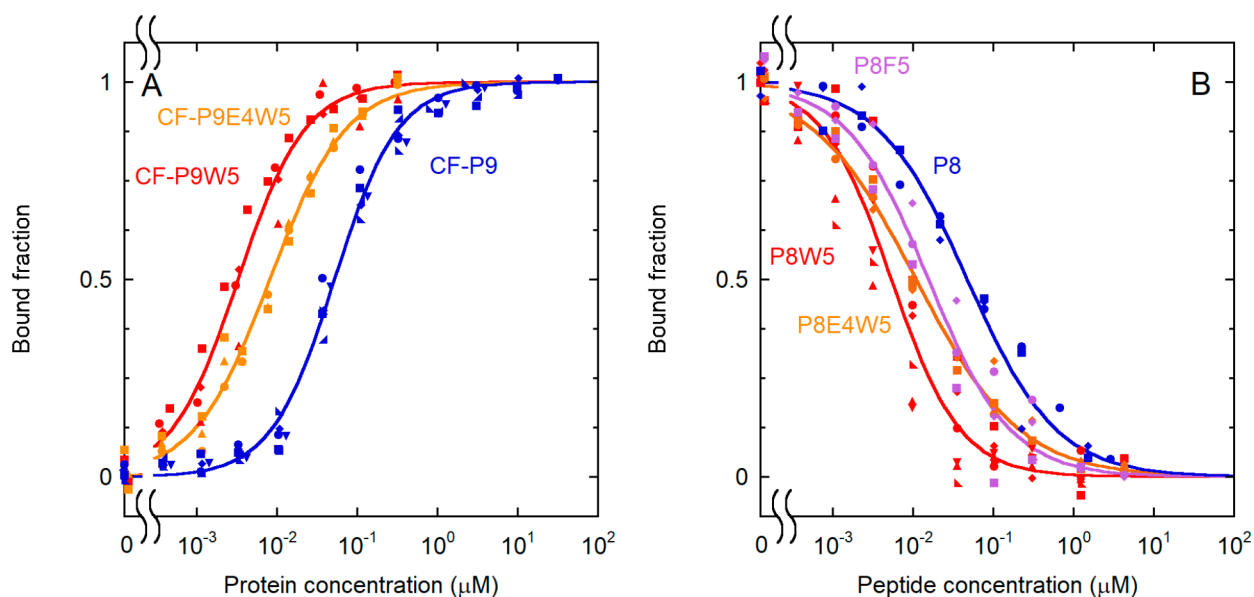 A
CF-P9E4W5
CF-P9W5
CF-P9
Bound fraction
1
0.5
0
0 10⁻³ 10⁻² 10⁻¹ 10⁰ 10¹ 10²
Protein concentration (μM)
B
P8F5
P8
P8W5
P8E4W5
Bound fraction
1
0.5
0
0 10⁻³ 10⁻² 10⁻¹ 10⁰ 10¹ 10²
Peptide concentration (μM)